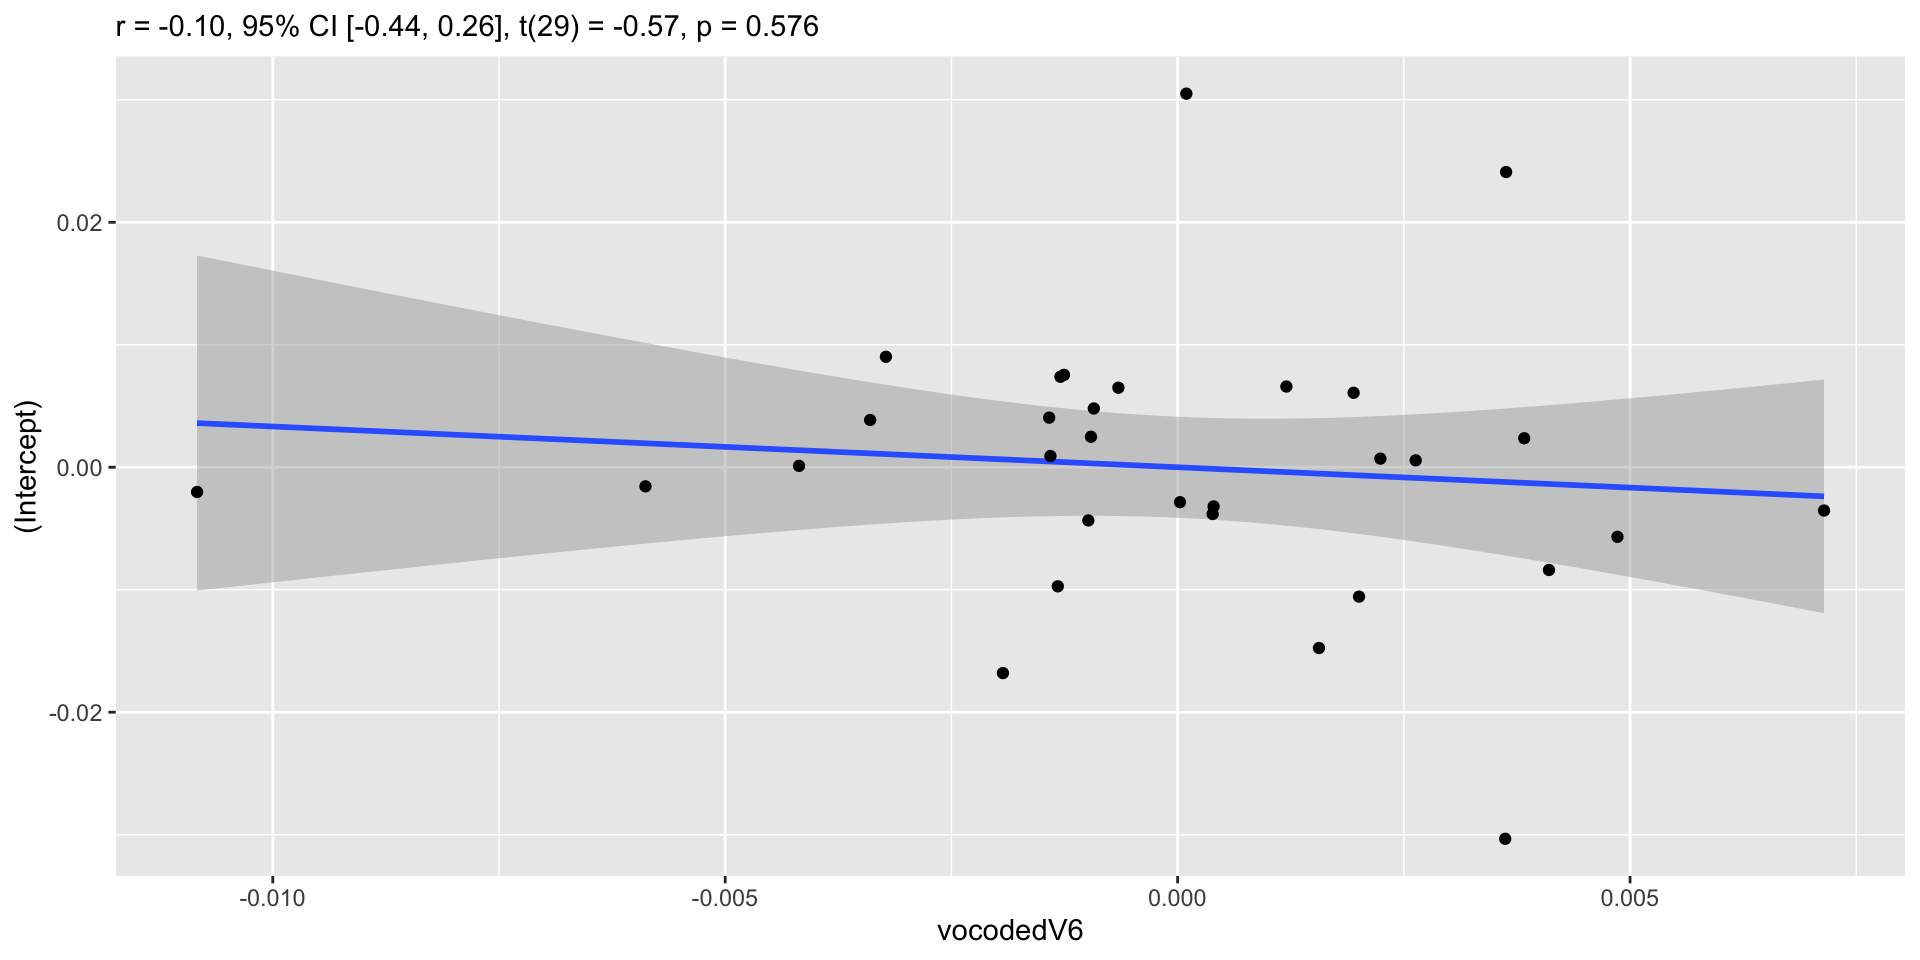 r = -0.10, 95% CI [-0.44, 0.26], t(29) = -0.57, p = 0.576
(Intercept)
0.02
0.00
-0.02
-0.010
-0.005
0.000
0.005
vocodedV6